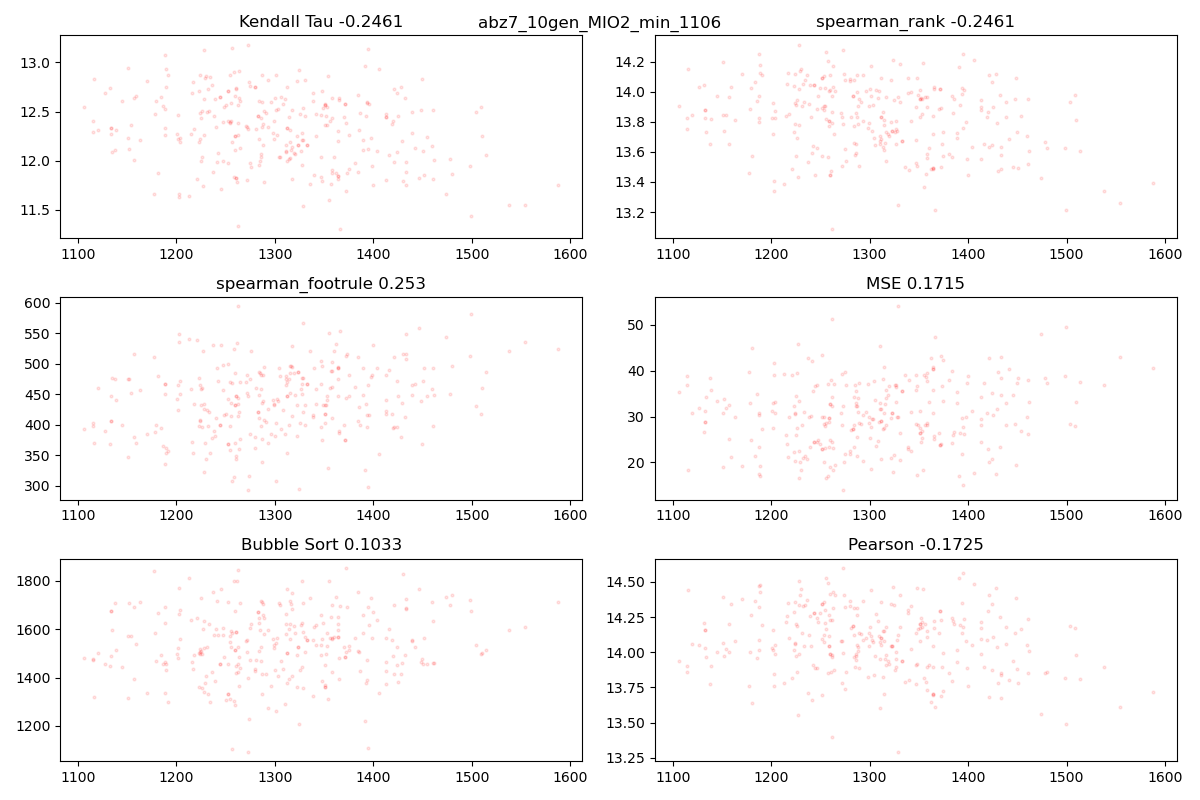 abz7_10gen_MIO2_min_1106
Kendall Tau -0.2461
13.0
12.5
12.0
11.5
1100 1200 1300 1400 1500 1600
spearman_rank -0.2461
14.2
14.0
13.8
13.6
13.4
13.2
1100 1200 1300 1400 1500 1600
spearman_footrule 0.253
600
550
500
450
400
350
300
1100 1200 1300 1400 1500 1600
MSE 0.1715
50
40
30
20
1100 1200 1300 1400 1500 1600
Bubble Sort 0.1033
1800
1600
1400
1200
1100 1200 1300 1400 1500 1600
Pearson -0.1725
14.50
14.25
14.00
13.75
13.50
13.25
1100 1200 1300 1400 1500 1600